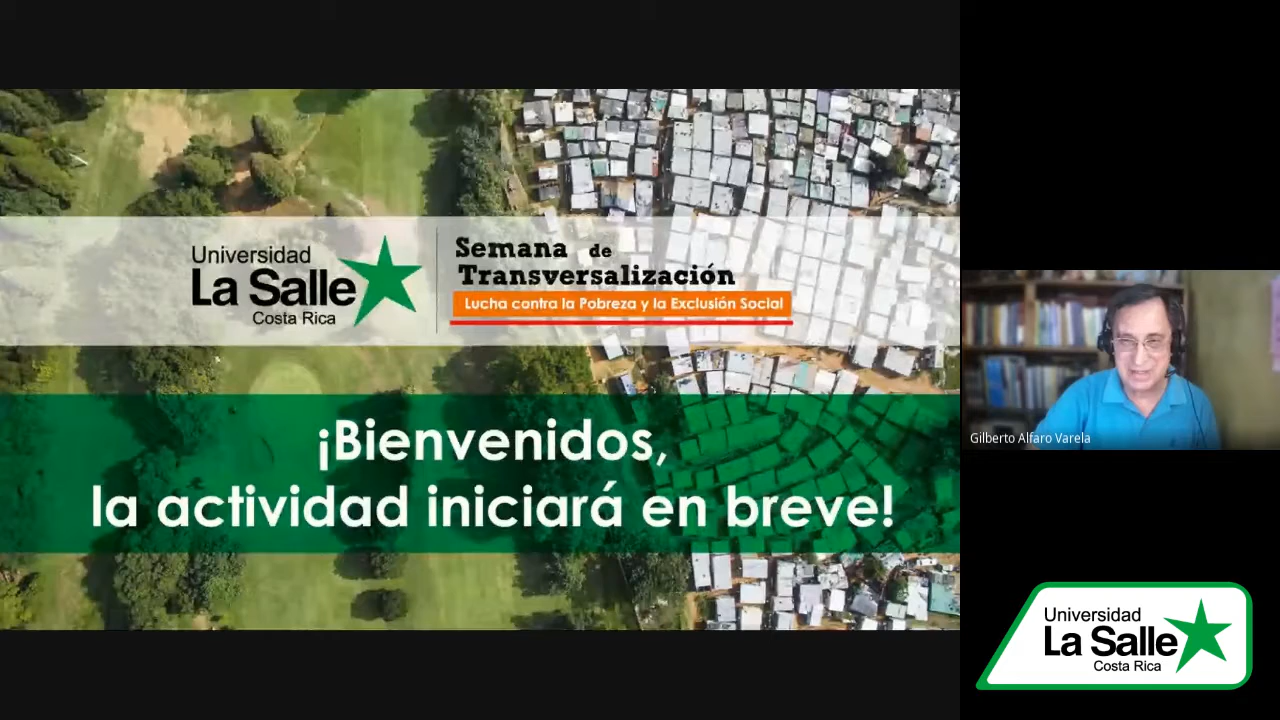 Universidad
La Salle
Costa Rica
Semana de
Transversalización
Lucha contra la Pobreza y la Exclusión Social
¡Bienvenidos,
la actividad iniciará en breve!
Gilberto Alfaro Varela
Universidad
La Salle
Costa Rica